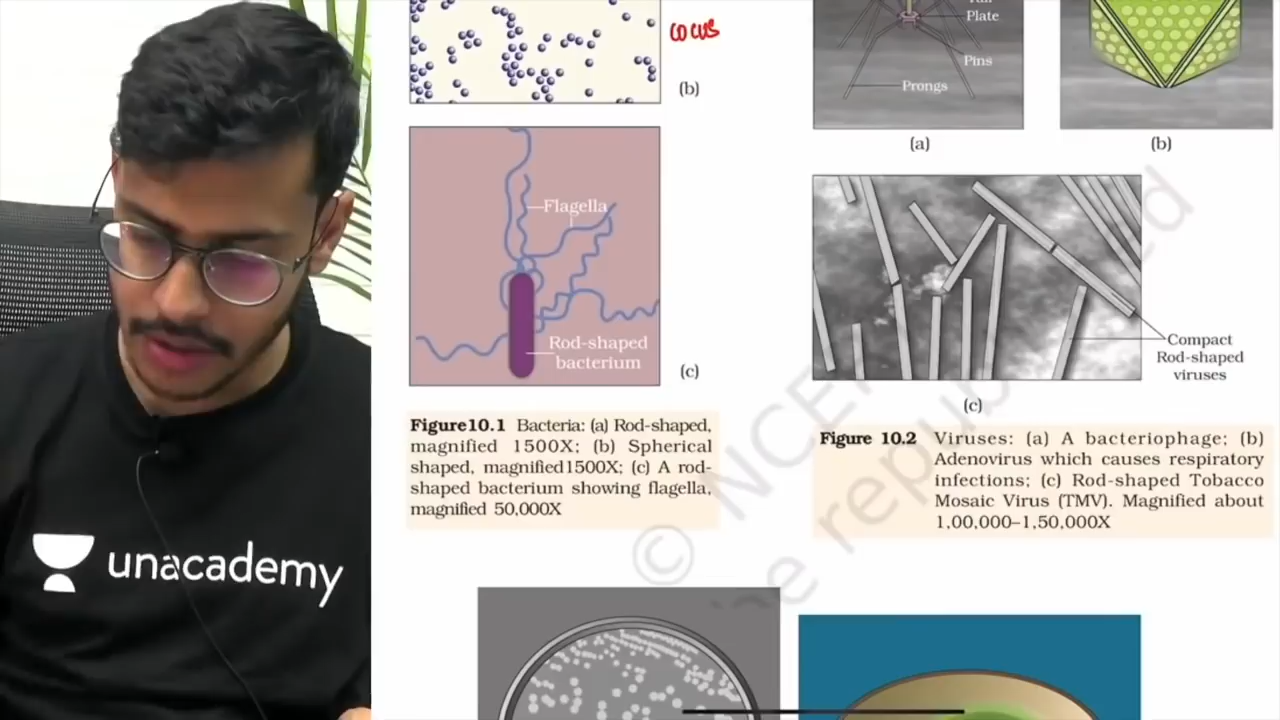 cocus
(b)
Flagella
Rod-shaped
bacterium
(c)
Figure10.1 Bacteria: (a) Rod-shaped,
magnified 1500X; (b) Spherical
shaped, magnified1500X; (c) A rod-
shaped bacterium showing flagella,
magnified 50,000X
Plate
Pins
Prongs
(a)
(b)
Compact
Rod-shaped
viruses
(c)
Figure 10.2 Viruses: (a) A bacteriophage; (b)
Adenovirus which causes respiratory
infections; (c) Rod-shaped Tobacco
Mosaic Virus (TMV). Magnified about
1,00,000–1,50,000X
unacademy